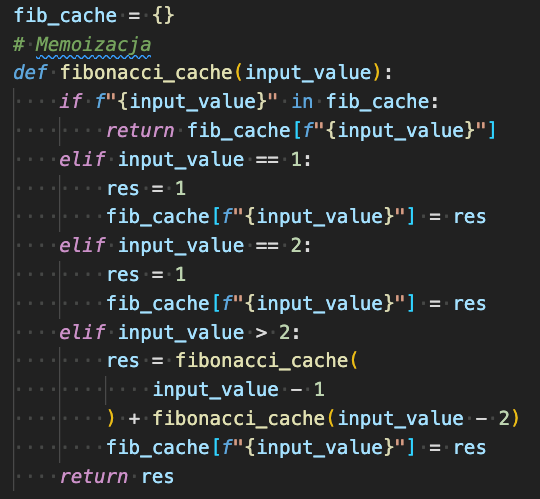 fib_cache = {}
# Memoizacja
def fibonacci_cache(input_value):
    if f"{input_value}" in fib_cache:
        return fib_cache[f"{input_value}"]
    elif input_value == 1:
        res = 1
        fib_cache[f"{input_value}"] = res
    elif input_value == 2:
        res = 1
        fib_cache[f"{input_value}"] = res
    elif input_value > 2:
        res = fibonacci_cache(
            input_value - 1
        ) + fibonacci_cache(input_value - 2)
        fib_cache[f"{input_value}"] = res
    return res